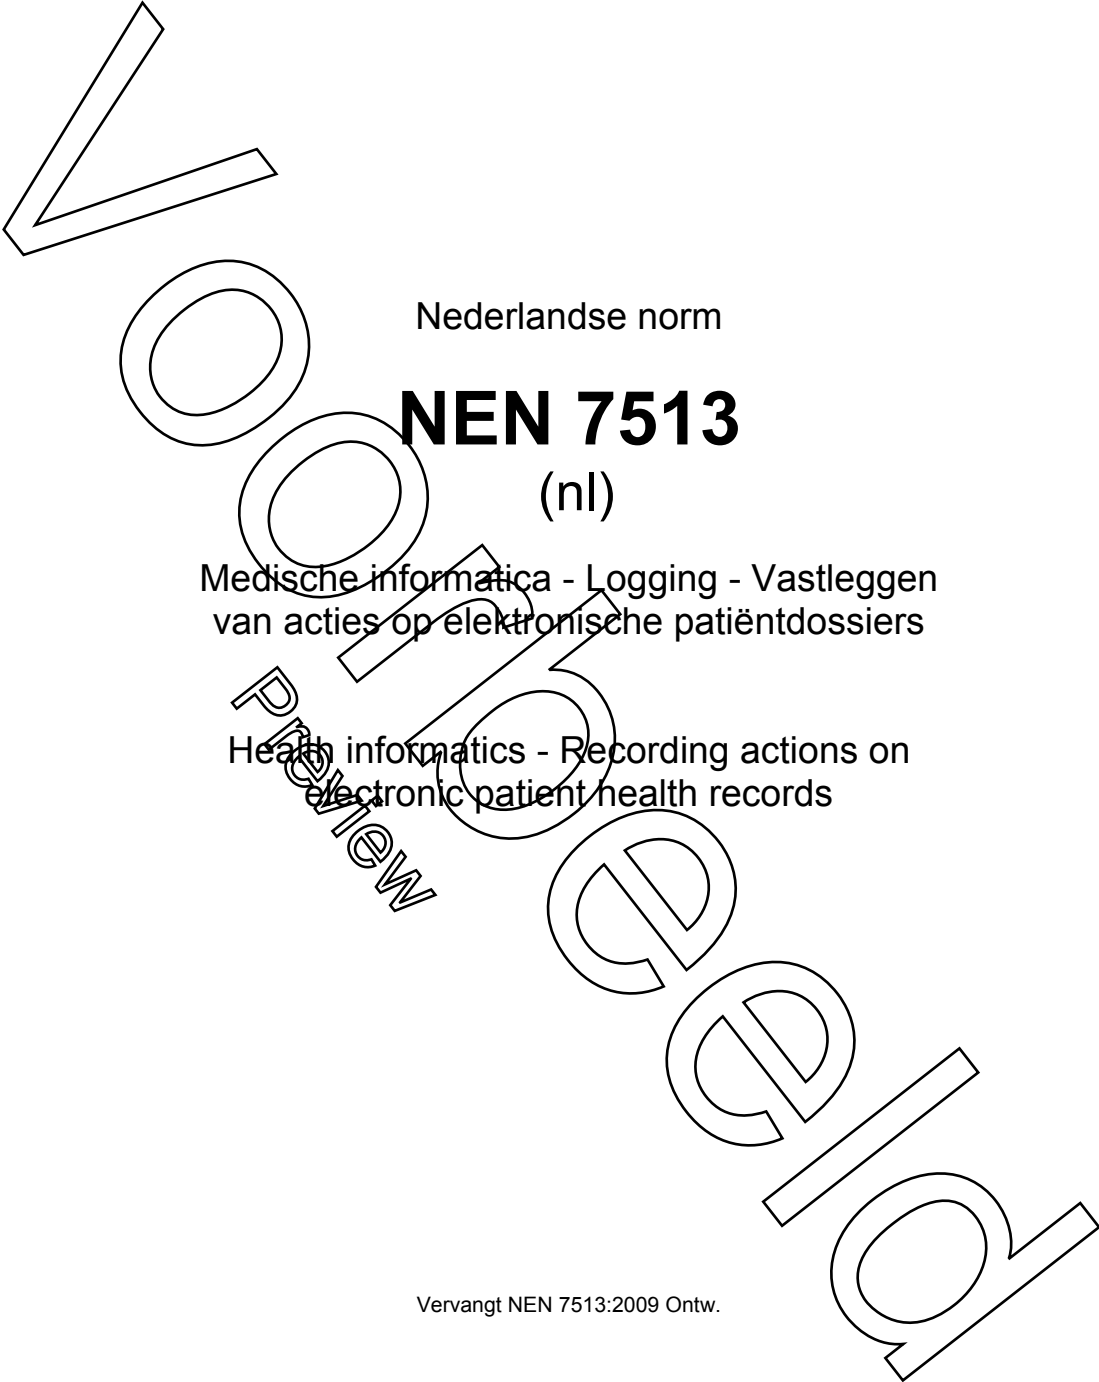 Nederlandse norm
NEN 7513
(nl)
Medische informatica - Logging - Vastleggen
van acties op elektronische patiëntdossiers
Health informatics - Recording actions on
electronic patient health records
Vervangt NEN 7513:2009 Ontw.
Voorbeeld
Preview